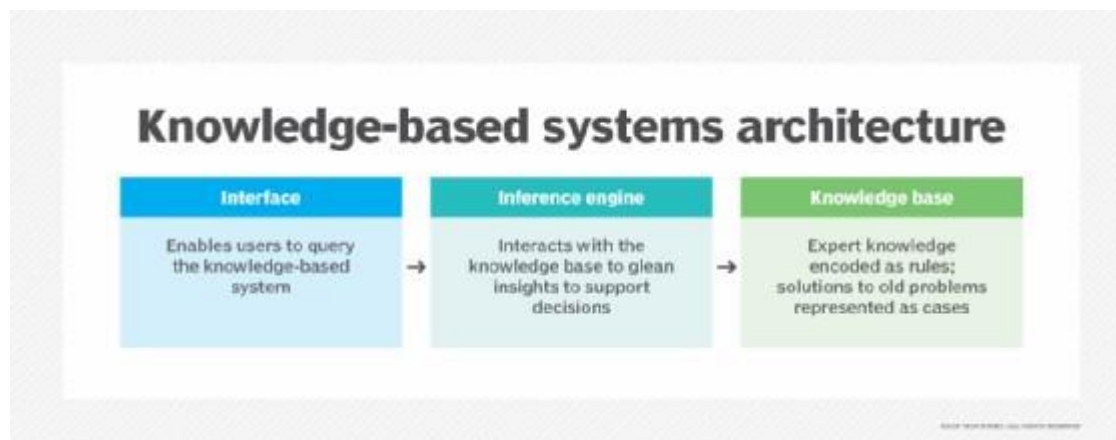 Knowledge-based systems architecture
Interface
Enables users to query
the knowledge-based
system
→
Inference engine
Interacts with the
knowledge base to glean
insights to support
decisions
→
Knowledge base
Expert knowledge
encoded as rules;
solutions to old problems
represented as cases